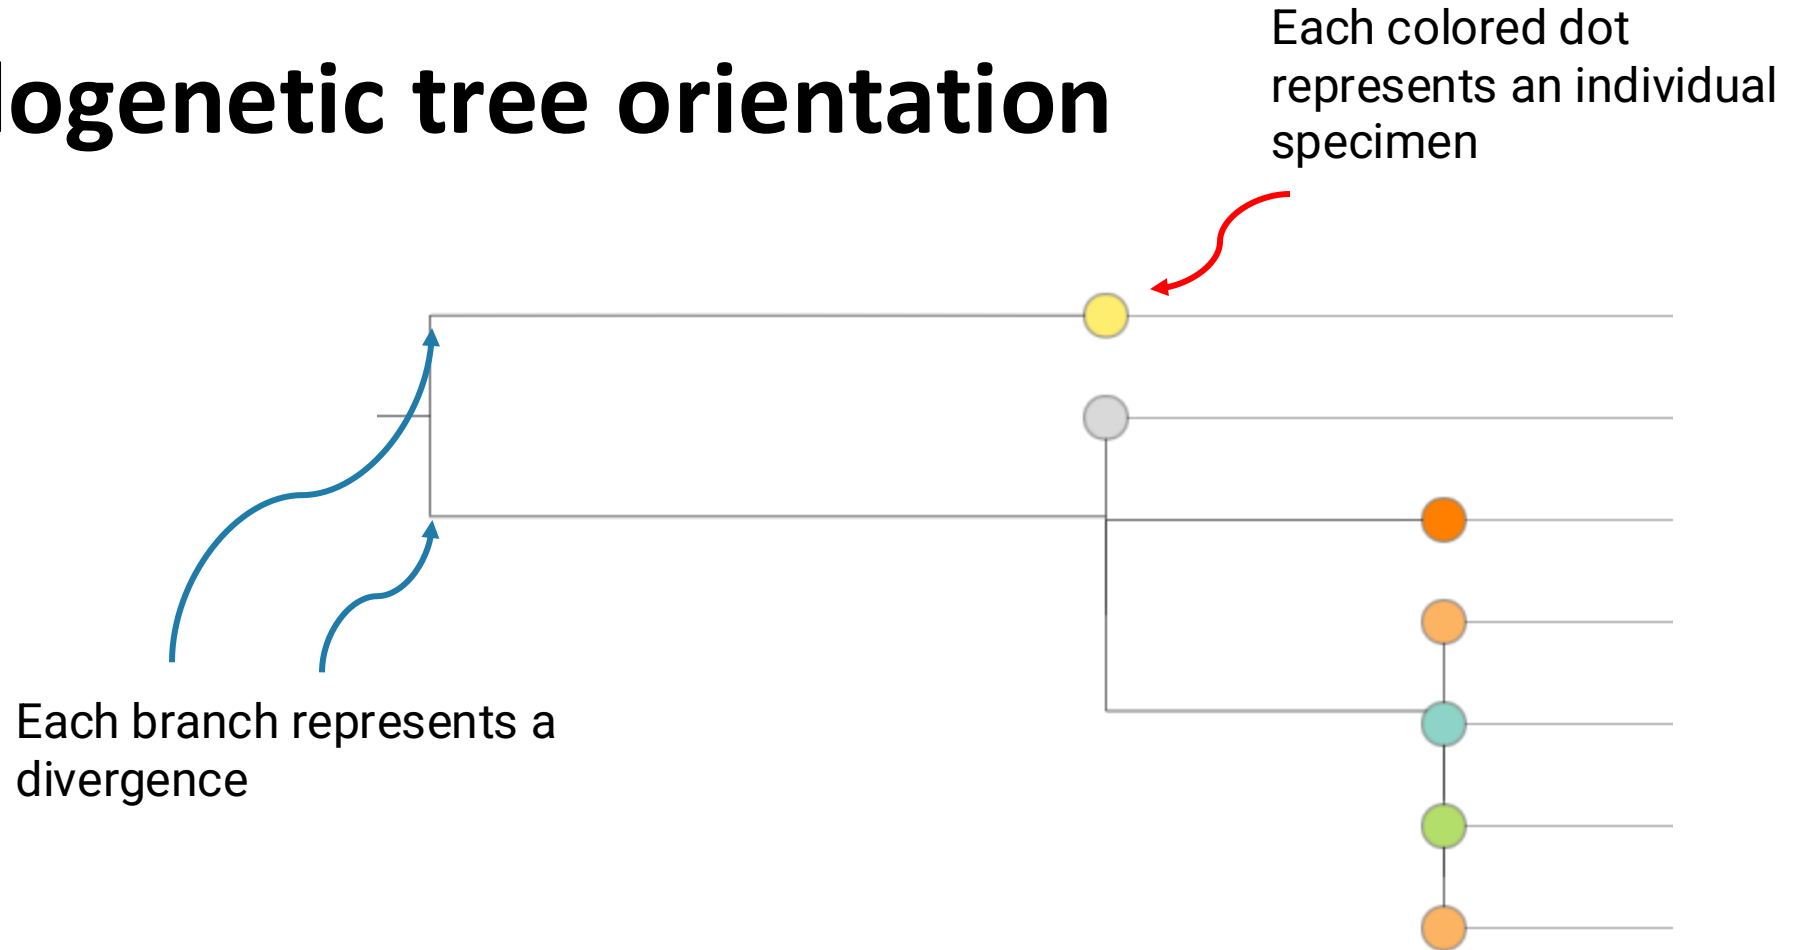 logenetic tree orientation
Each colored dot
represents an individual
specimen
Each branch represents a
divergence